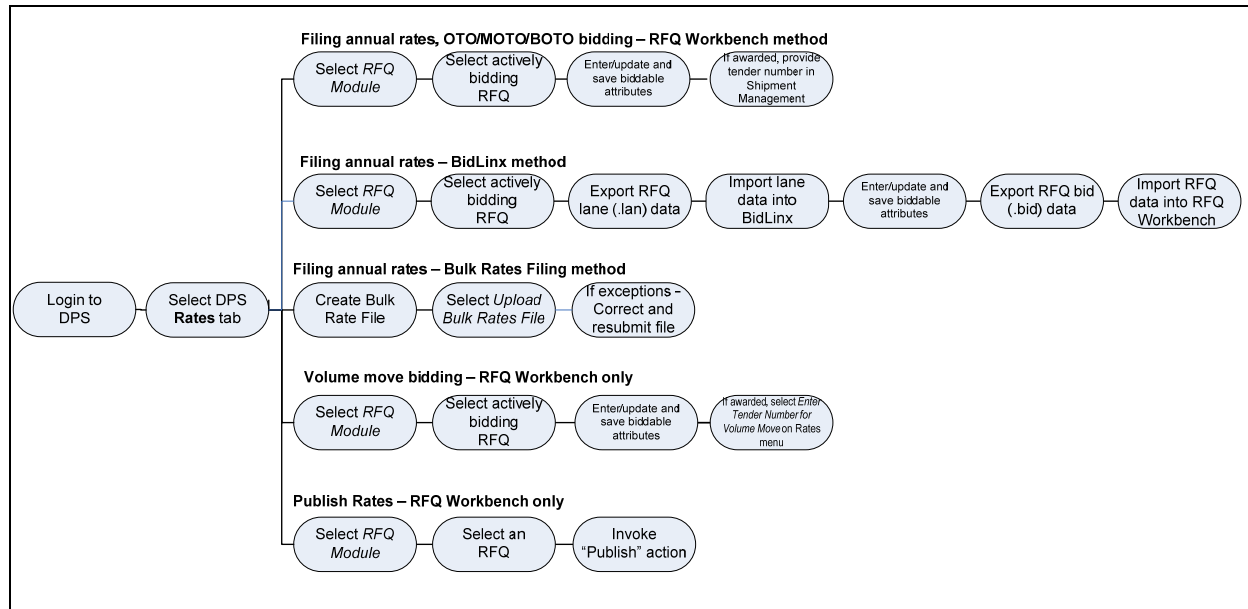 Filing annual rates, OTO/MOTO/BOTO bidding – RFQ Workbench method
Select RFQ
Module
Select actively
bidding
RFQ
Enter/update and
save biddable
attributes
If awarded, provide
tender number in
Shipment
Management
Filing annual rates – BidLinx method
Select RFQ
Module
Select actively
bidding
RFQ
Export RFQ
lane (.lan) data
Import lane
data into
BidLinx
Enter/update and
save biddable
attributes
Export RFQ bid
(.bid) data
Import RFQ
data into RFQ
Workbench
Login to
DPS
Select DPS
Rates tab
Filing annual rates – Bulk Rates Filing method
Create Bulk
Rate File
Select Upload
Bulk Rates File
If exceptions –
Correct and
resubmit file
Volume move bidding – RFQ Workbench only
Select RFQ
Module
Select actively
bidding
RFQ
Enter/update and
save biddable
attributes
If awarded, select Enter
Tender Number for
Volume Move on Rates
menu
Publish Rates – RFQ Workbench only
Select RFQ
Module
Select an
RFQ
Invoke
“Publish” action